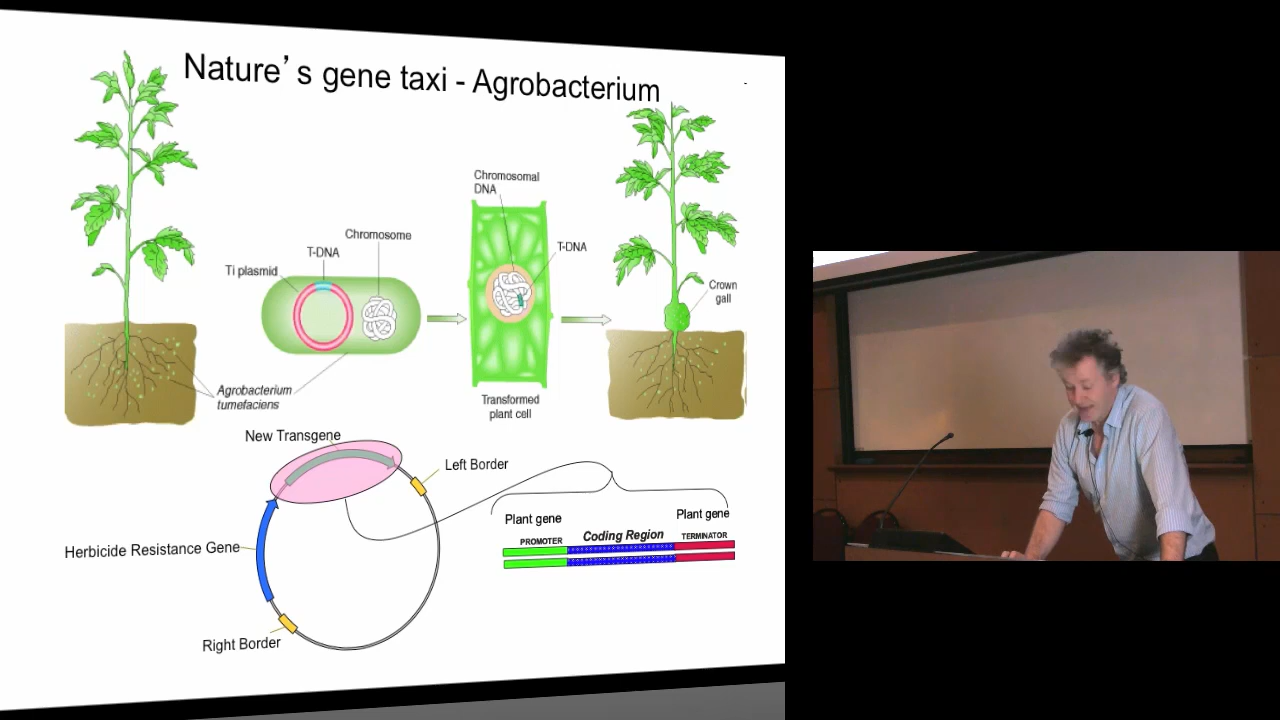 Nature’s gene taxi - Agrobacterium
Chromosomal
DNA
Chromosome
T-DNA
T-DNA
Ti plasmid
Crown
gall
Agrobacterium
tumefaciens
Transformed
plant cell
New Transgene
Left Border
Plant gene
Plant gene
PROMOTER
Coding Region
TERMINATOR
Herbicide Resistance Gene
Right Border